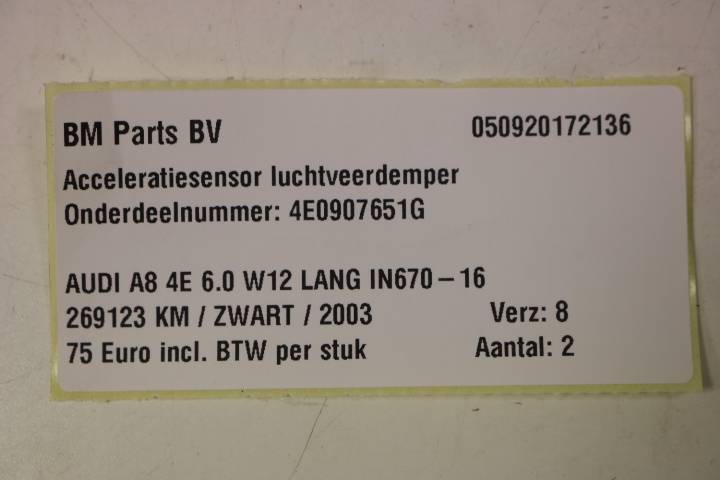 BM Parts BV 050920172136
Acceleratiesensor luchtveerdemper
Onderdeelnummer: 4E0907651G
AUDI A8 4E 6.0 W12 LANG IN670-16
269123 KM / ZWART / 2003 Verz: 8
75 Euro incl. BTW per stuk Aantal: 2